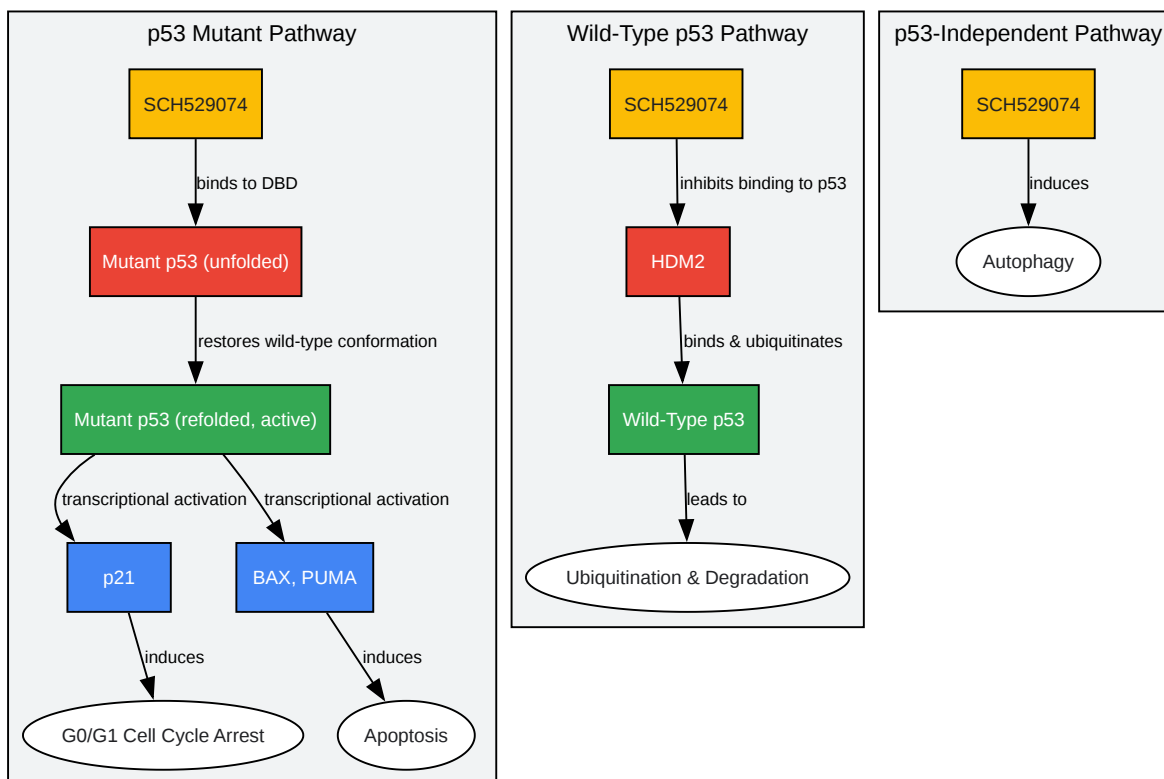 p53 Mutant Pathway
SCH529074
binds to DBD
Mutant p53 (unfolded)
restores wild-type conformation
Mutant p53 (refolded, active)
transcriptional activation
transcriptional activation
p21
BAX, PUMA
induces
induces
G0/G1 Cell Cycle Arrest
Apoptosis
Wild-Type p53 Pathway
SCH529074
inhibits binding to p53
HDM2
binds & ubiquitinates
Wild-Type p53
leads to
Ubiquitination & Degradation
p53-Independent Pathway
SCH529074
induces
Autophagy